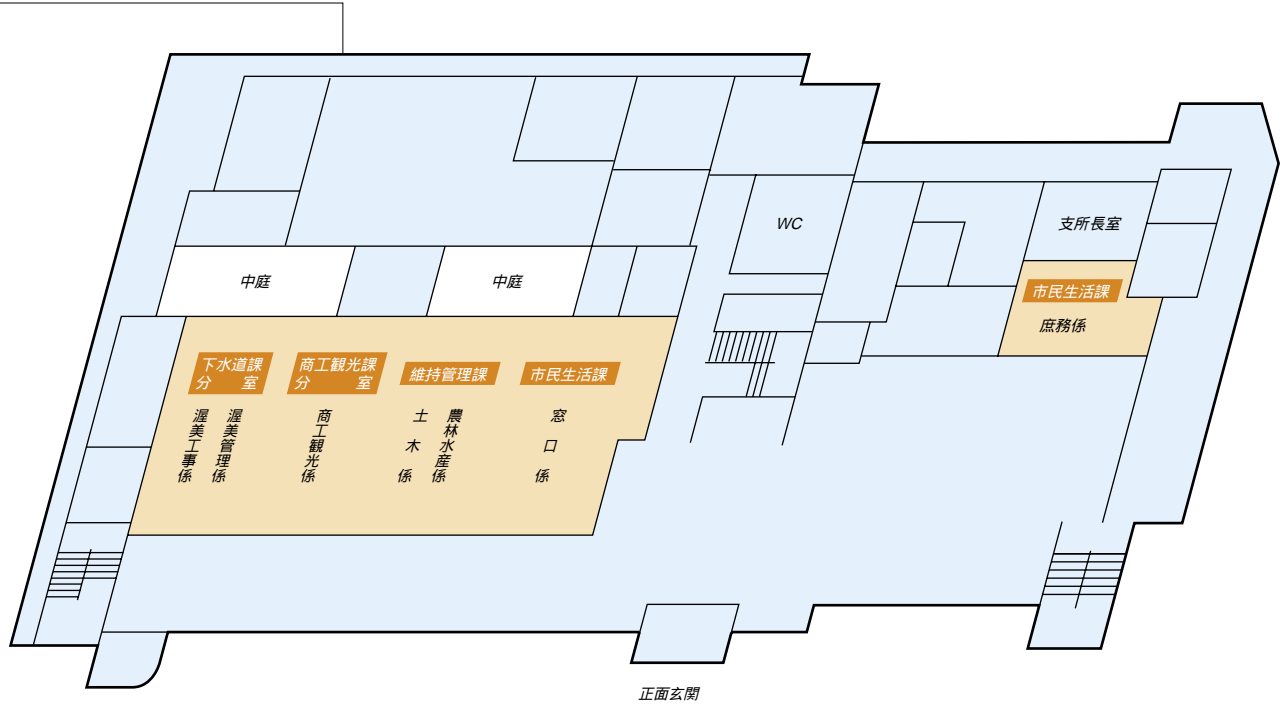 WC
支所長室
中庭
中庭
市民生活課
庶務係
下水道課
分　室
渥美管理係
渥美工事係
商工観光課
分　室
商工観光係
維持管理課
農林水産係
土木係
市民生活課
窓口係
正面玄関